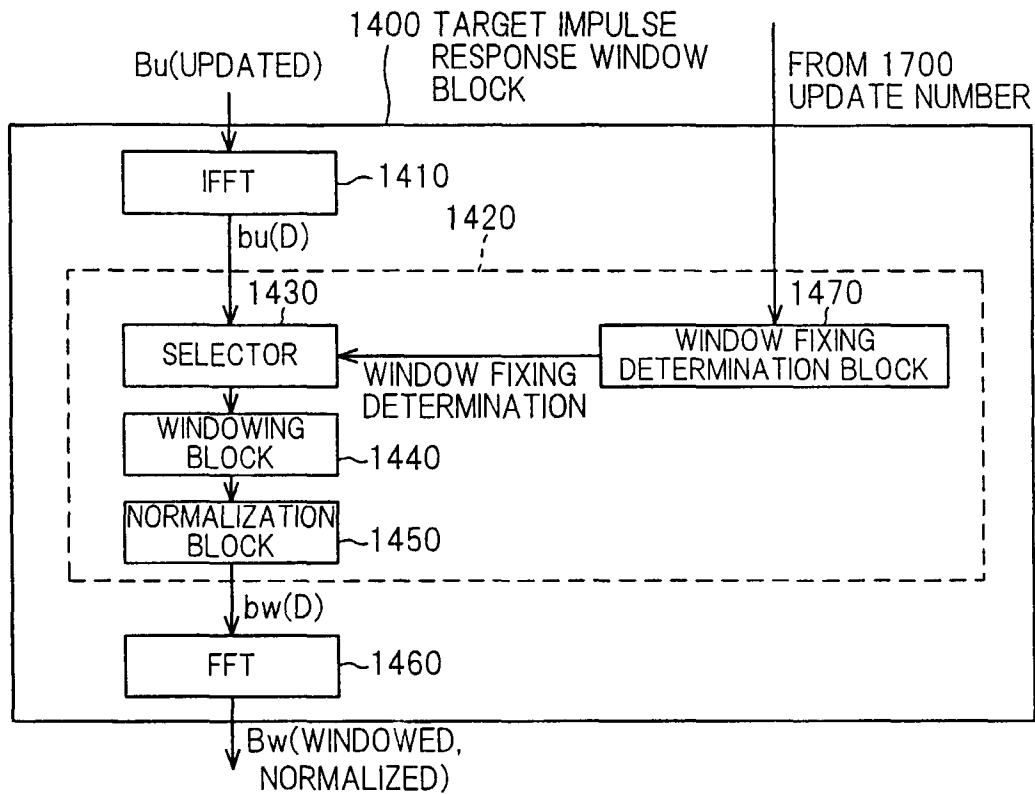 1400 TARGET IMPULSE
RESPONSE WINDOW
BLOCK
Bu(UPDATED)
FROM 1700
UPDATE NUMBER
IFFT
1410
bu(D)
1420
1430
SELECTOR
1470
WINDOW FIXING
DETERMINATION BLOCK
WINDOW FIXING
DETERMINATION
WINDOWING
BLOCK
1440
NORMALIZATION
BLOCK
1450
bw(D)
FFT
1460
Bw(WINDOWED,
NORMALIZED)